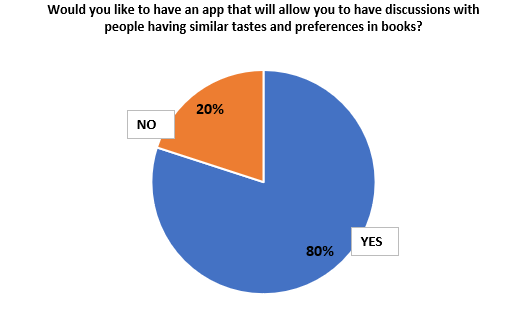 Would you like to have an app that will allow you to have discussions with
people having similar tastes and preferences in books?
20%
NO
YES
80%